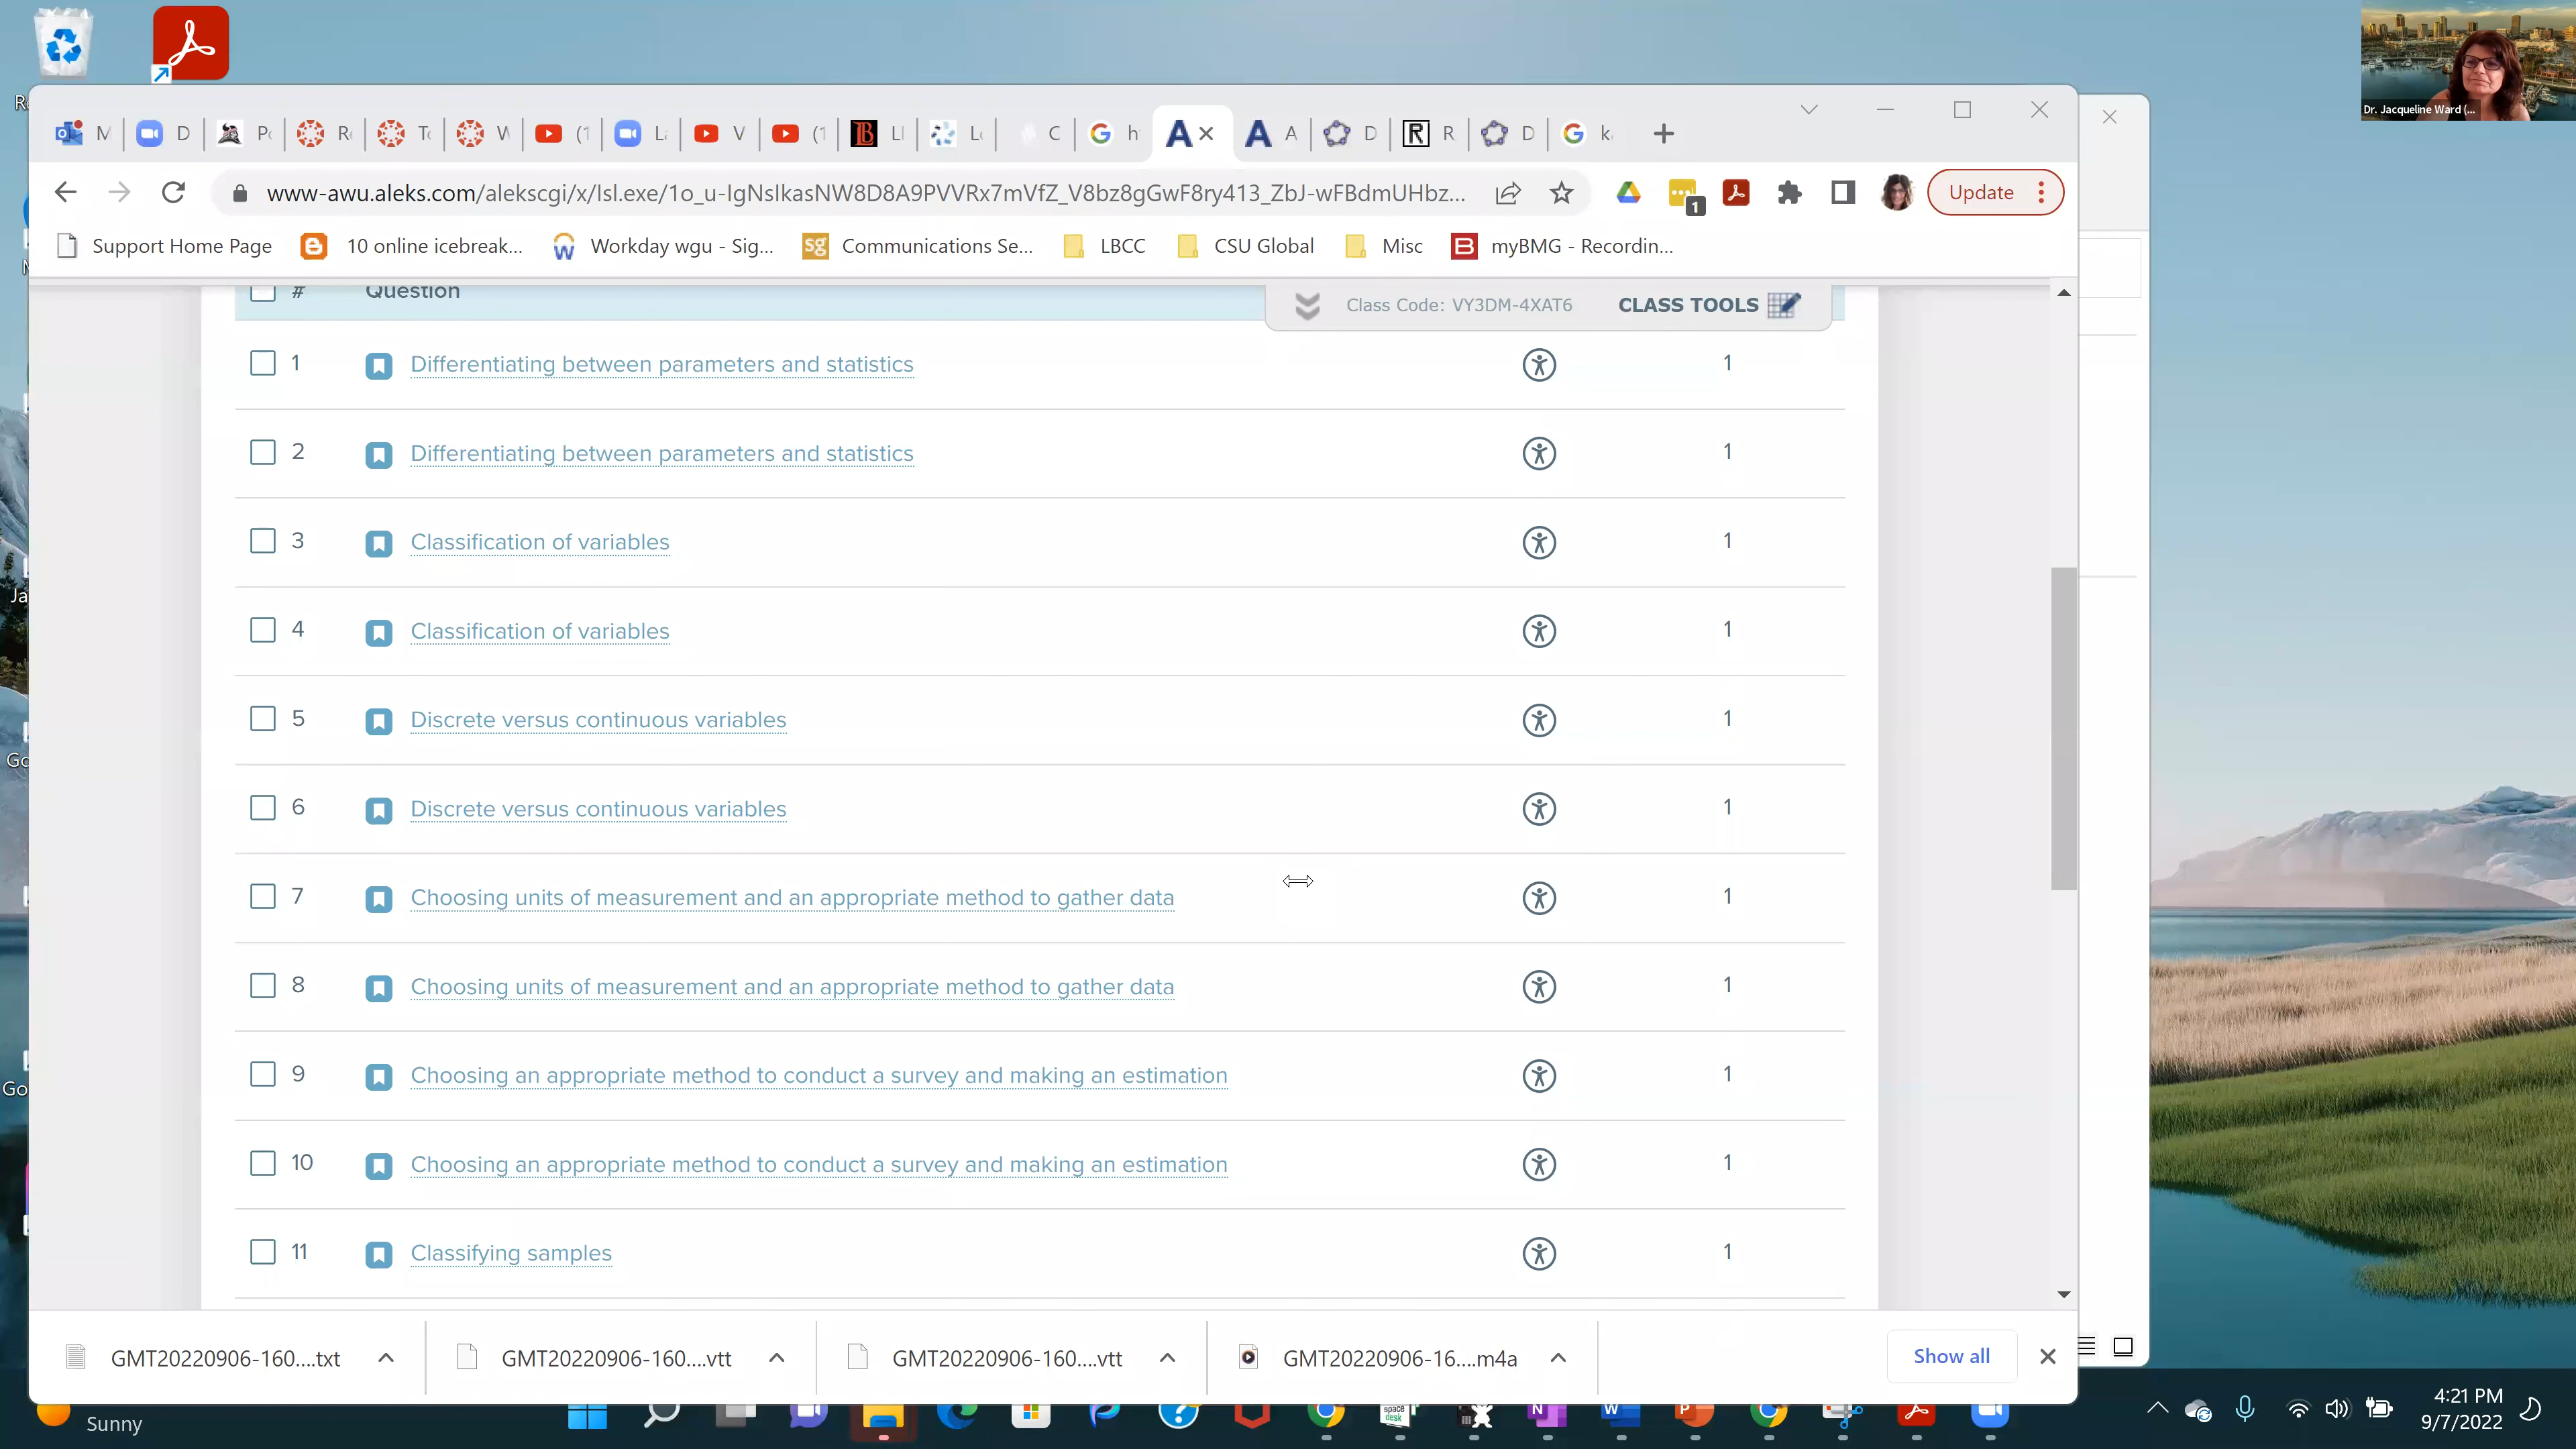 Dr. Jacqueline Ward (...
www-awu.aleks.com/alekscgi/x/lsl.exe/1o_u-IgNslkasNW8D8A9PVVRx7mVfZ_V8bz8gGwF8ry413_ZbJ-wFBdmUHbz...
1
Update
Support Home Page
10 online icebreak...
Workday wgu - Sig...
sg
Communications Se...
LBCC
CSU Global
Misc
B
myBMG - Recordin...
# Question
Class Code: VY3DM-4XAT6
CLASS TOOLS
1 Differentiating between parameters and statistics 1
2 Differentiating between parameters and statistics 1
3 Classification of variables 1
4 Classification of variables 1
5 Discrete versus continuous variables 1
6 Discrete versus continuous variables 1
7 Choosing units of measurement and an appropriate method to gather data 1
8 Choosing units of measurement and an appropriate method to gather data 1
9 Choosing an appropriate method to conduct a survey and making an estimation 1
10 Choosing an appropriate method to conduct a survey and making an estimation 1
11 Classifying samples 1
GMT20220906-160....txt
GMT20220906-160....vtt
GMT20220906-160....vtt
GMT20220906-16....m4a
Show all
Sunny
space desk
4:21 PM
9/7/2022